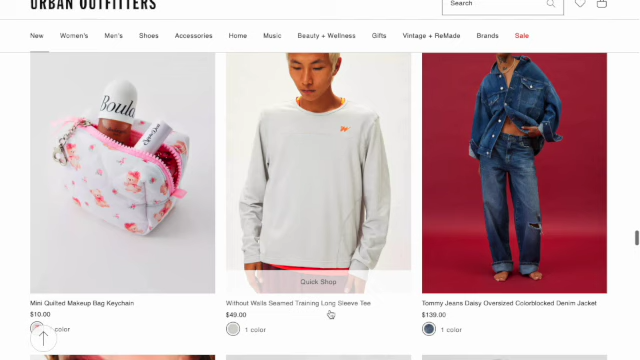 URBAN OUTFITTERS
Search
New Women's Men's Shoes Accessories Home Music Beauty + Wellness Gifts Vintage + ReMade Brands Sale
Quick Shop
Mini Quilted Makeup Bag Keychain
$10.00
color
Without Walls Seamed Training Long Sleeve Tee
$49.00
1 color
Tommy Jeans Daisy Oversized Colorblocked Denim Jacket
$139.00
1 color